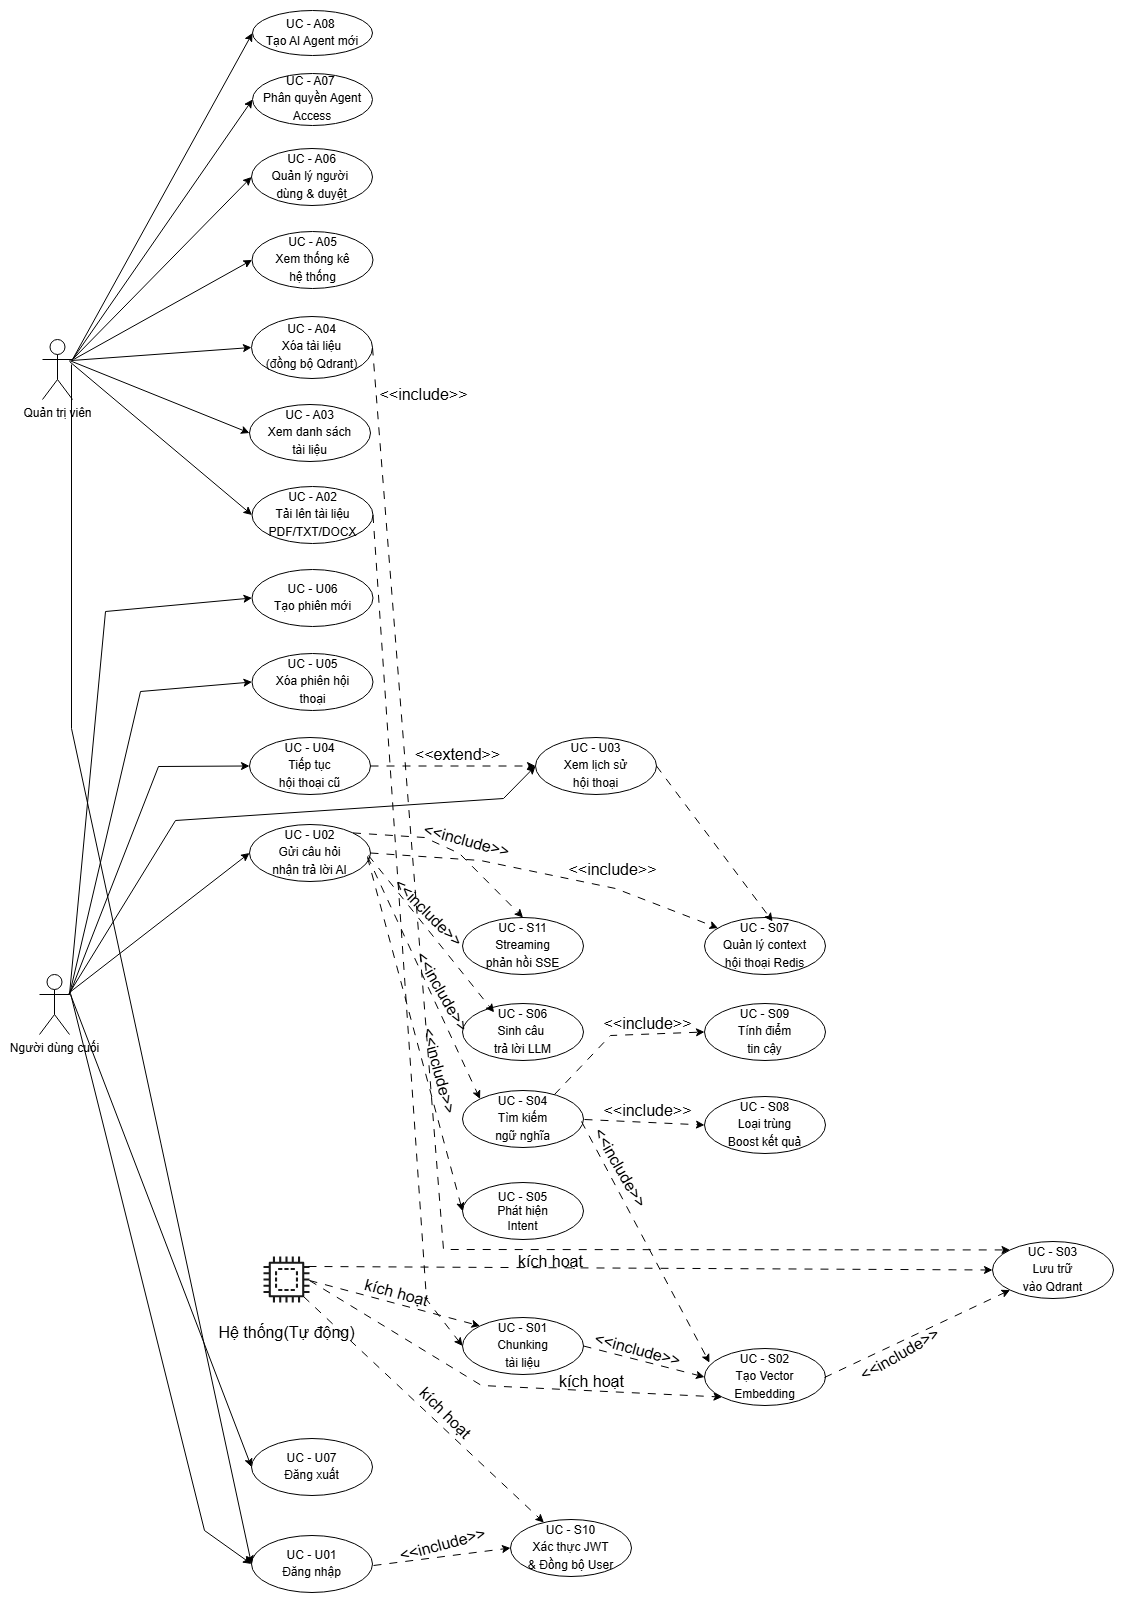 UC - A08
Tạo AI Agent mới
UC - A07
Phân quyền Agent
Access
UC - A06
Quản lý người
dùng & duyệt
UC - A05
Xem thống kê
hệ thống
UC - A04
Xóa tài liệu
(đồng bộ Qdrant)
<<include>>
Quản trị viên
UC - A03
Xem danh sách
tài liệu
UC - A02
Tải lên tài liệu
PDF/TXT/DOCX
UC - U06
Tạo phiên mới
UC - U05
Xóa phiên hội
thoại
UC - U04
Tiếp tục
hội thoại cũ
<<extend>>
UC - U03
Xem lịch sử
hội thoại
UC - U02
Gửi câu hỏi
nhận trả lời AI
<<include>>
<<include>>
<<include>>
UC - S11
Streaming
phản hồi SSE
UC - S07
Quản lý context
hội thoại Redis
<<include>>
UC - S06
Sinh câu
trả lời LLM
<<include>>
UC - S09
Tính điểm
tin cậy
Người dùng cuối
<<include>>
UC - S04
Tìm kiếm
ngữ nghĩa
<<include>>
UC - S08
Loại trùng
Boost kết quả
<<include>>
UC - S05
Phát hiện
Intent
kích hoạt
UC - S03
Lưu trữ
vào Qdrant
kích hoạt
Hệ thống(Tự động)
UC - S01
Chunking
tài liệu
<<include>>
UC - S02
Tạo Vector
Embedding
<<include>>
kích hoạt
kích hoạt
UC - U07
Đăng xuất
UC - U01
Đăng nhập
<<include>>
UC - S10
Xác thực JWT
& Đồng bộ User